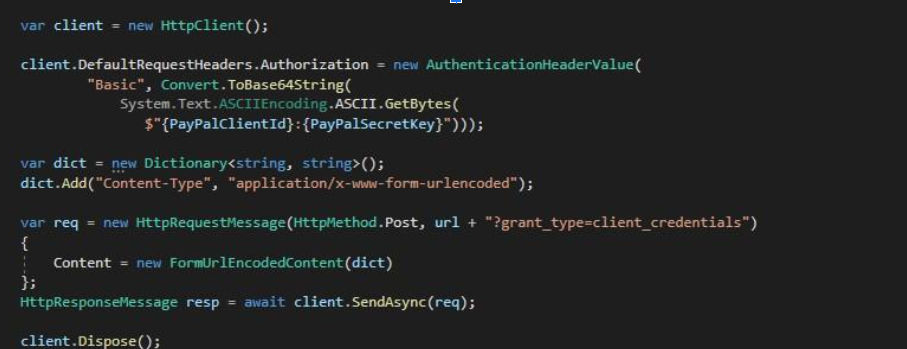 var client = new HttpClient();
client.DefaultRequestHeaders.Authorization = new AuthenticationHeaderValue(
"Basic", Convert.ToBase64String(
System.Text.ASCIIEncoding.ASCII.GetBytes(
$"{PayPalClientId}:{PayPalSecretKey}")));
var dict = new Dictionary<string, string>();
dict.Add("Content-Type", "application/x-www-form-urlencoded");
var req = new HttpRequestMessage(HttpMethod.Post, url + "?grant_type=client_credentials")
{
Content = new FormUrlEncodedContent(dict)
};
HttpResponseMessage resp = await client.SendAsync(req);
client.Dispose();